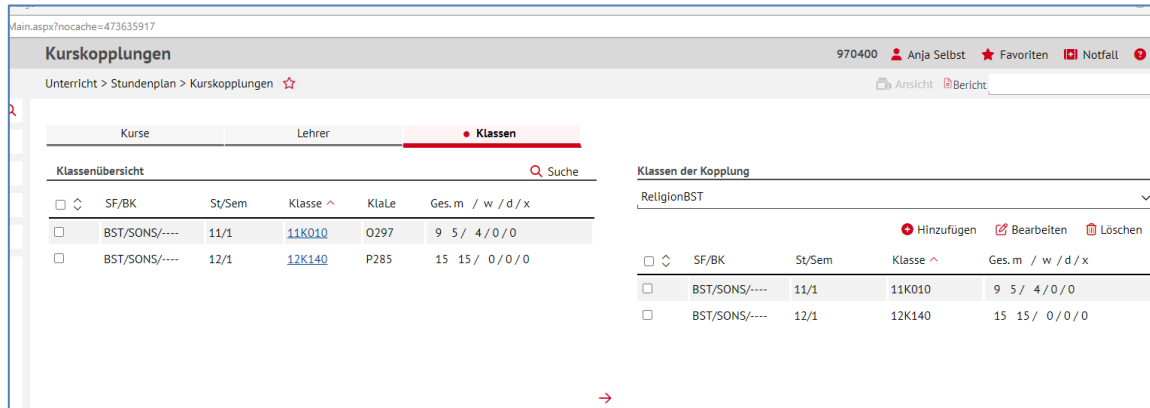 Main.aspx?nocache=473635917
Kurskopplungen 970400 Anja Selbst Favoriten Notfall ?
Unterricht > Stundenplan > Kurskopplungen Ansicht Bericht
Kurse Lehrer Klassen
Klassenübersicht Suche Klassen der Kopplung
ReligionBST
SF/BK St/Sem Klasse KlaLe Ges. m / w / d / x
BST/SONS/---- 11/1 11K010 O297 9 5 / 4 / 0 / 0
BST/SONS/---- 12/1 12K140 P285 15 15 / 0 / 0 / 0
Hinzufügen Bearbeiten Löschen
SF/BK St/Sem Klasse Ges. m / w / d / x
BST/SONS/---- 11/1 11K010 9 5 / 4 / 0 / 0
BST/SONS/---- 12/1 12K140 15 15 / 0 / 0 / 0